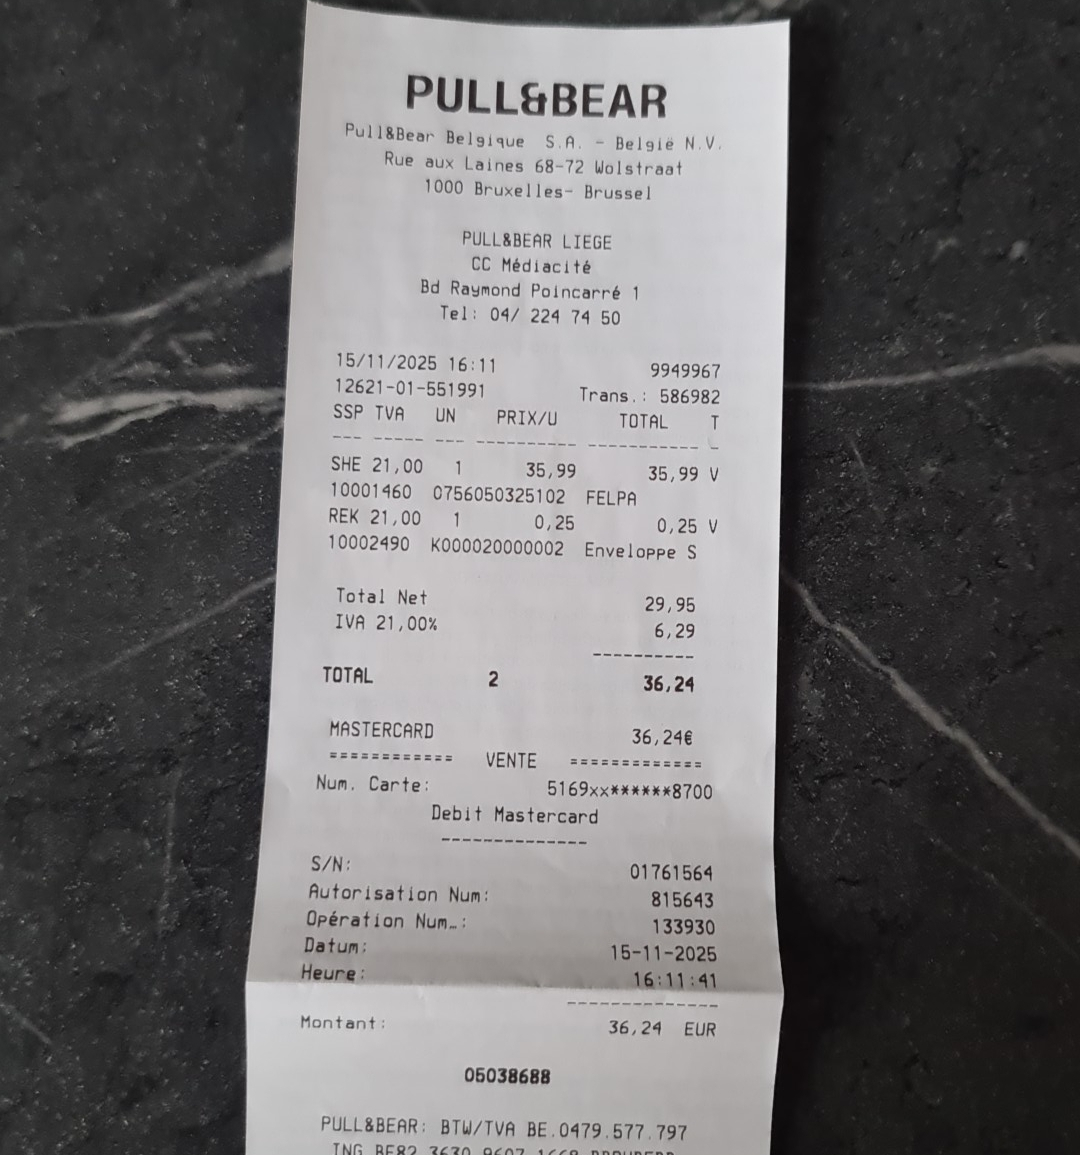 PULL&BEAR
Pull&Bear Belgique S.A. - België N.V.
Rue aux Laines 68-72 Wolstraat
1000 Bruxelles- Brussel
PULL&BEAR LIEGE
CC Médiacité
Bd Raymond Poincarré 1
Tel: 04/ 224 74 50
15/11/2025 16:11 9949967
12621-01-551991 Trans.: 586982
SSP TVA UN PRIX/U TOTAL T
--- ----- --- ---------- ----------- -
SHE 21,00 1 35,99 35,99 V
10001460 0756050325102 FELPA
REK 21,00 1 0,25 0,25 V
10002490 K000020000002 Enveloppe S
Total Net 29,95
IVA 21,00% 6,29
----------
TOTAL 2 36,24
MASTERCARD 36,24€
============ VENTE =============
Num. Carte: 5169xx******8700
Debit Mastercard
--------------
S/N: 01761564
Autorisation Num: 815643
Opération Num…: 133930
Datum: 15-11-2025
Heure: 16:11:41
--------------
Montant: 36,24 EUR
05038688
PULL&BEAR: BTW/TVA BE.0479.577.797
ING BE82 3630 9607 1668